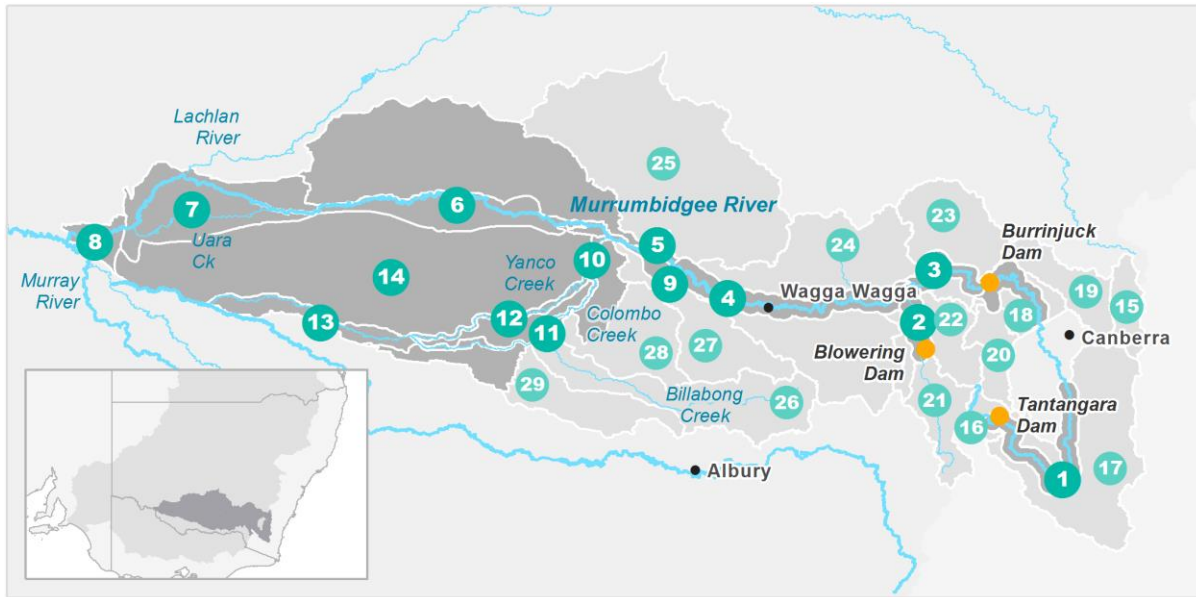 Lachlan
River
25
7
6
Murrumbidgee River
23
Burrinjuck
Dam
8
Uara
Ck
5
24
3
10
14
Yanco
Creek
9
4
Wagga Wagga
19
15
Murray
River
2
22
18
13
12
11
Colombo
Creek
Canberra
28
27
Blowering
Dam
20
29
Billabong
Creek
26
21
16
Tantangara
Dam
Albury
1
17